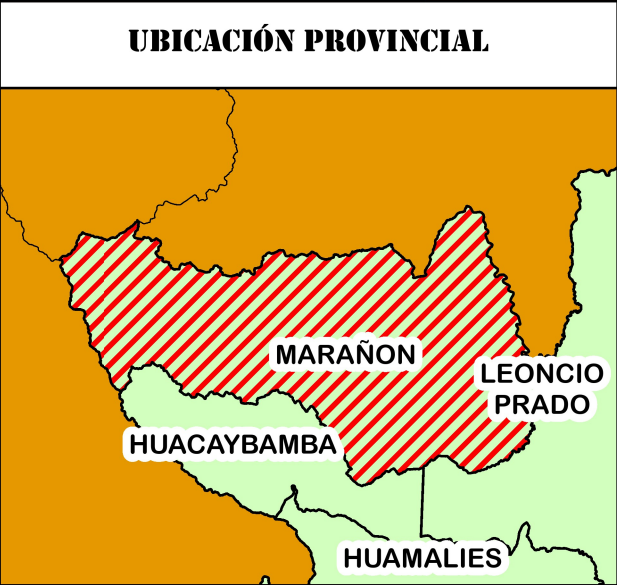 UBICACIÓN PROVINCIAL
MARAÑON
LEONCIO
PRADO
HUACAYBAMBA
HUAMALIES